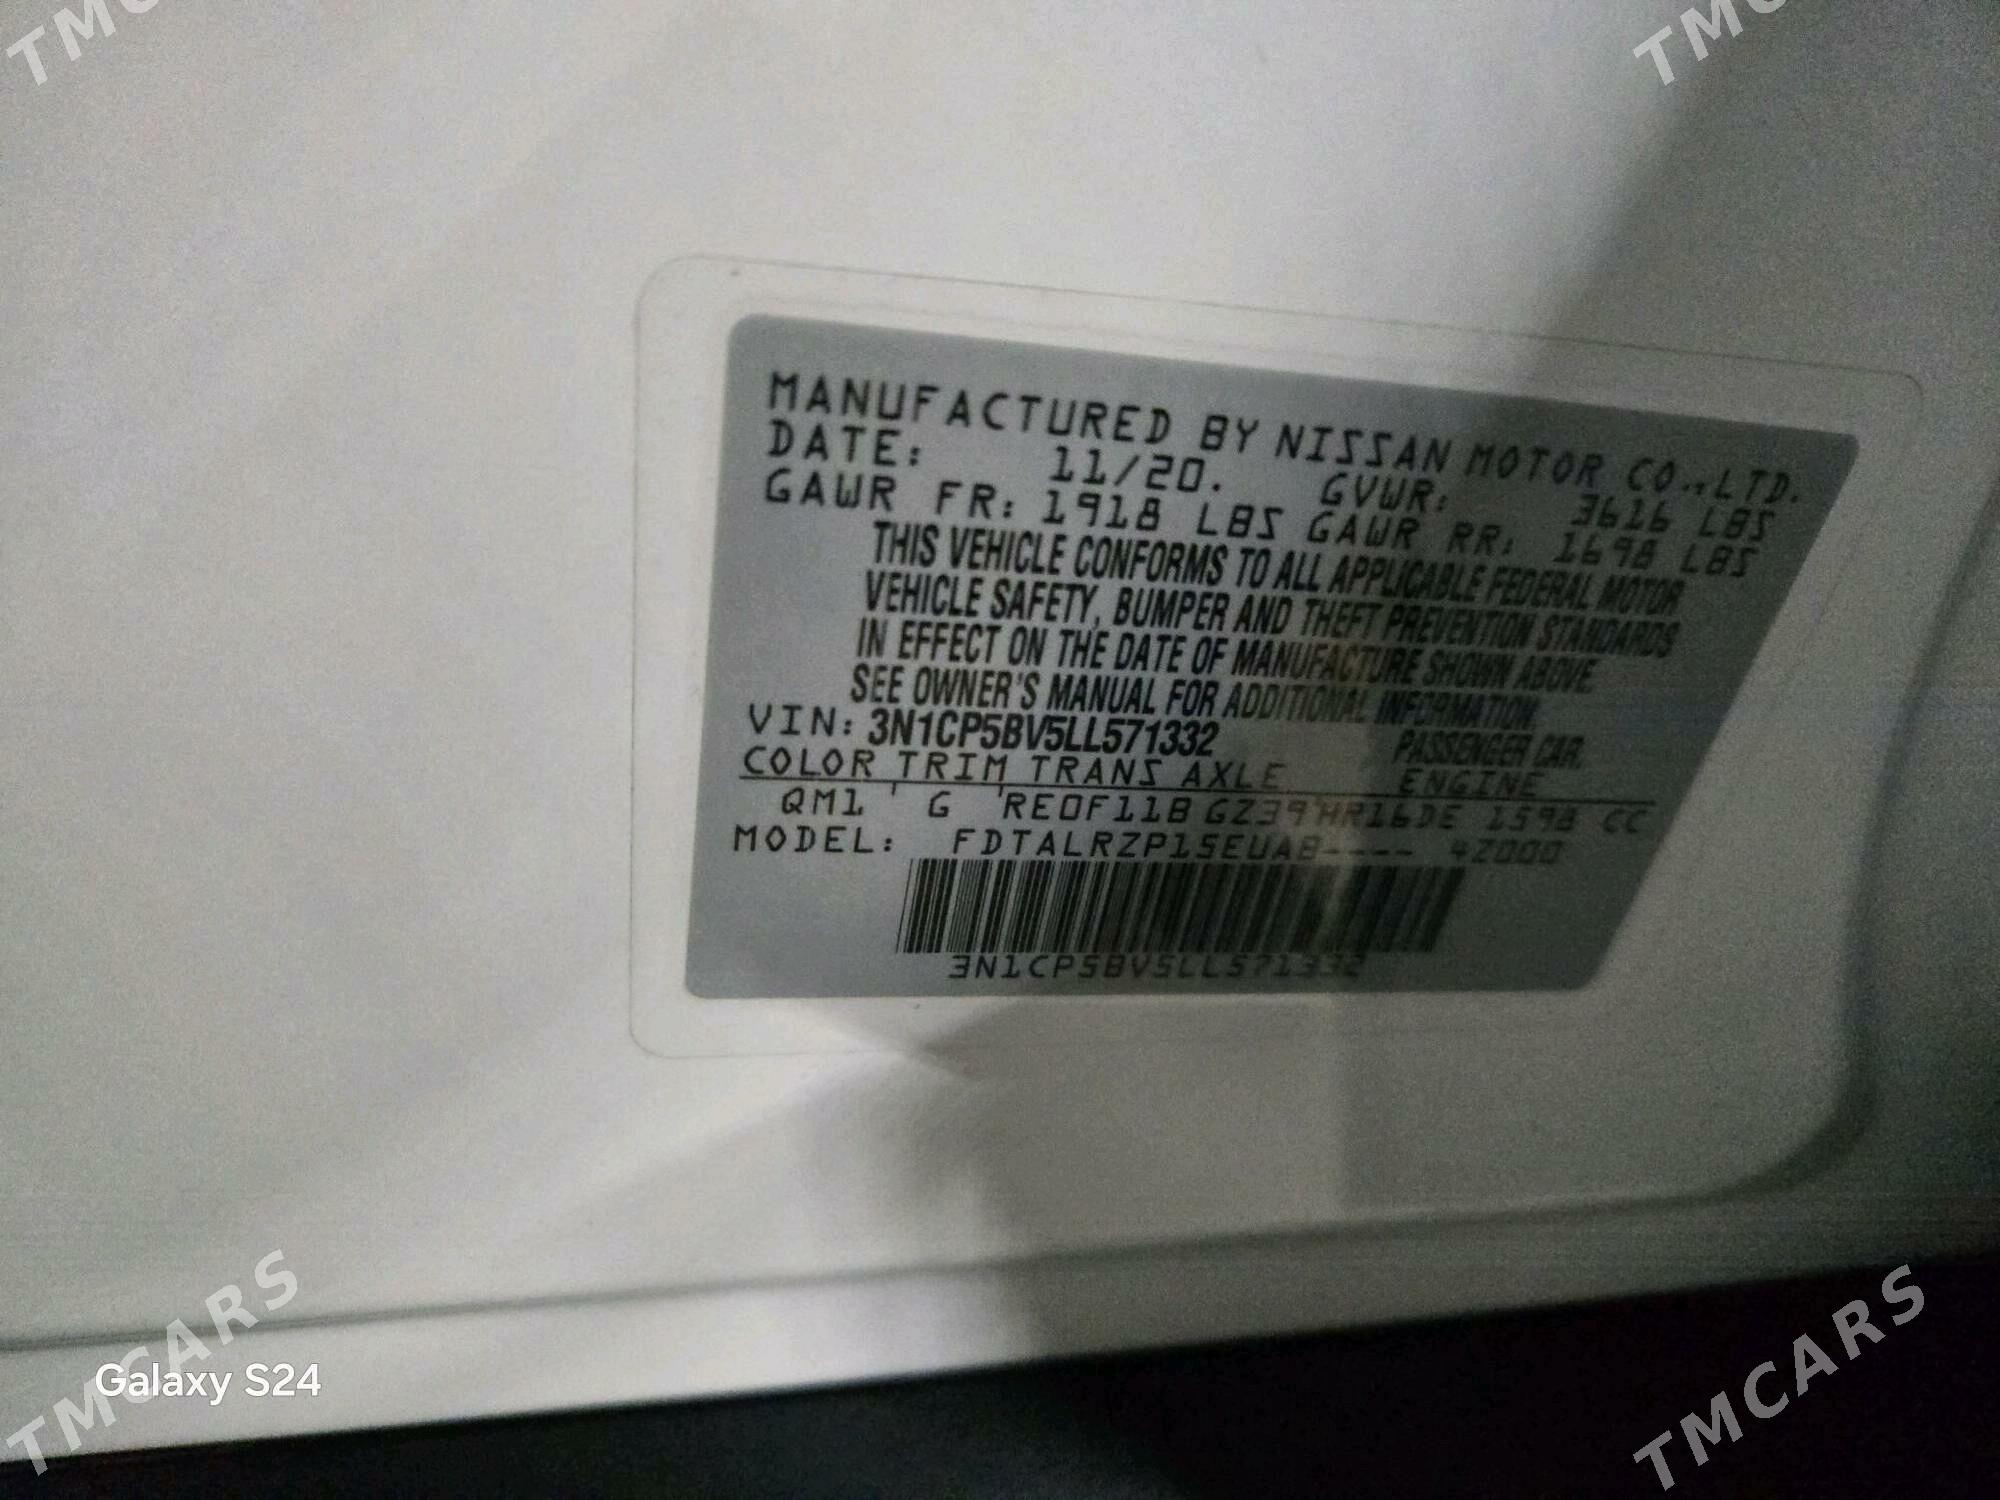 TMCARS
TMCARS
MANUFACTURED BY NISSAN MOTOR CO.,LTD.
DATE: 11/20. GVWR: 3616 LBS
GAWR FR: 1918 LBS GAWR RR: 1698 LBS
THIS VEHICLE CONFORMS TO ALL APPLICABLE FEDERAL MOTOR
VEHICLE SAFETY, BUMPER AND THEFT PREVENTION STANDARDS
IN EFFECT ON THE DATE OF MANUFACTURE SHOWN ABOVE
SEE OWNER'S MANUAL FOR ADDITIONAL INFORMATION.
VIN: 3N1CP5BV5LL571332 PASSENGER CAR.
COLOR TRIM TRANS AXLE ENGINE
QM1 G RE0F11B GZ39 HR16DE 1598 CC
MODEL: FDTALRZP15EUAB---- 42000
3N1CP5BV5LL571332
TMCARS
Galaxy S24
TMCARS